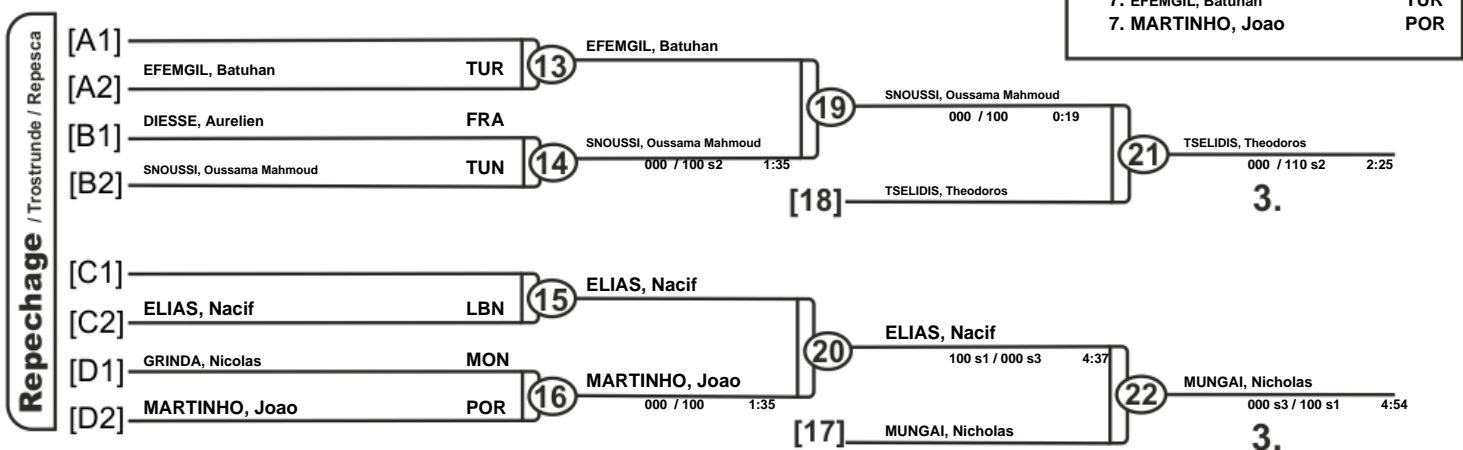 7. EFEMGIL, Batuhan TUR
7. MARTINHO, Joao POR
Repechage / Trostrunde / Repesca
[A1]
EFEMGIL, Batuhan TUR
[A2]
13
EFEMGIL, Batuhan
[B1]
DIESSE, Aurelien FRA
SNOUSSI, Oussama Mahmoud TUN
[B2]
14
SNOUSSI, Oussama Mahmoud
000 / 100 s2 1:35
19
SNOUSSI, Oussama Mahmoud
000 / 100 0:19
[18]
TSELIDIS, Theodoros
21
TSELIDIS, Theodoros
000 / 110 s2 2:25
3.
[C1]
ELIAS, Nacif LBN
[C2]
15
ELIAS, Nacif
[D1]
GRINDA, Nicolas MON
MARTINHO, Joao POR
[D2]
16
MARTINHO, Joao
000 / 100 1:35
20
ELIAS, Nacif
100 s1 / 000 s3 4:37
[17]
MUNGAI, Nicholas
22
MUNGAI, Nicholas
000 s3 / 100 s1 4:54
3.